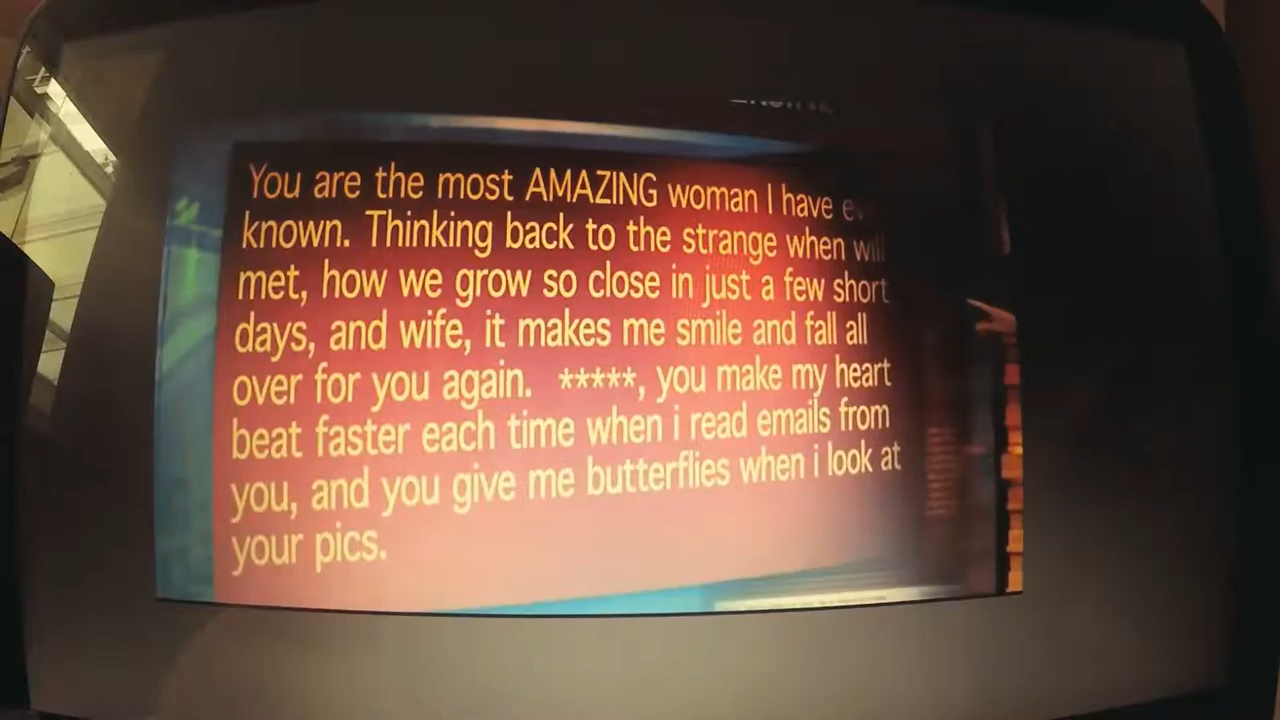 You are the most AMAZING woman I have
known. Thinking back to the strange when will
met, how we grow so close in just a few short
days, and wife, it makes me smile and fall all
over for you again. *****, you make my heart
beat faster each time when i read emails from
you, and you give me butterflies when i look at
your pics.